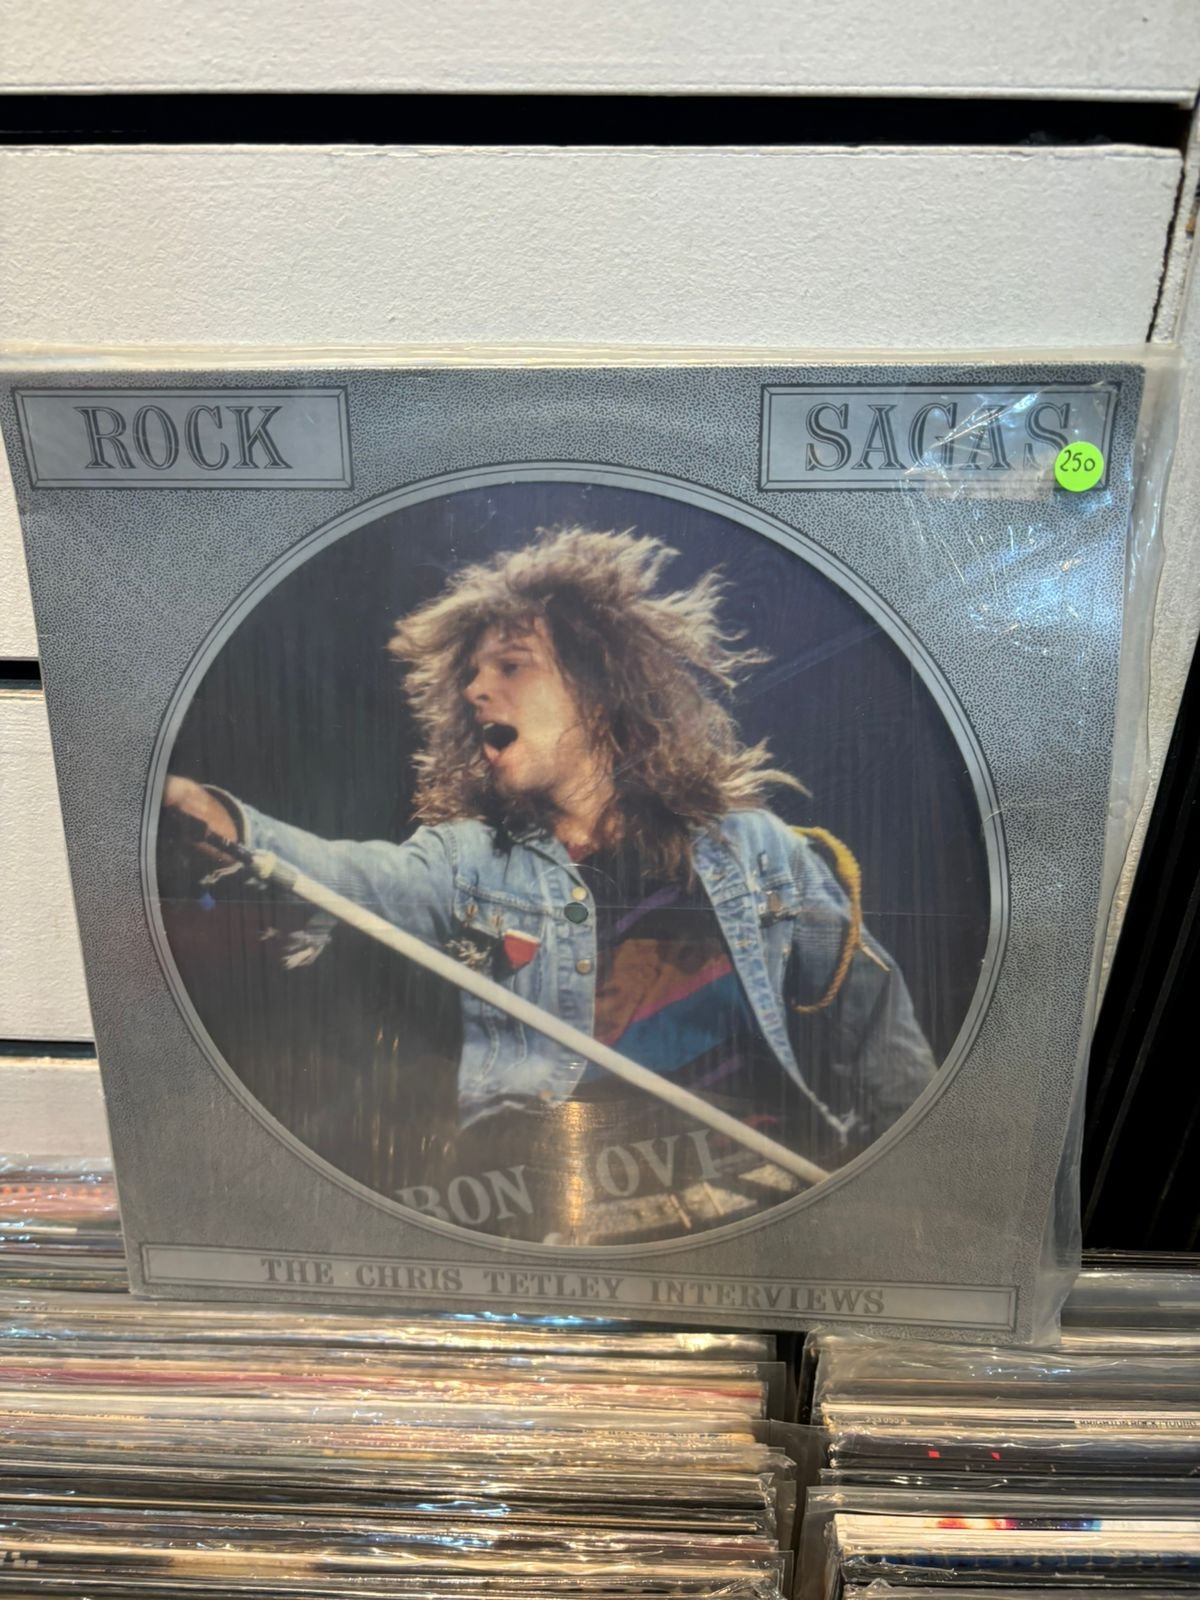 ROCK
SAGAS
250
BON JOVI
THE CHRIS TETLEY INTERVIEWS